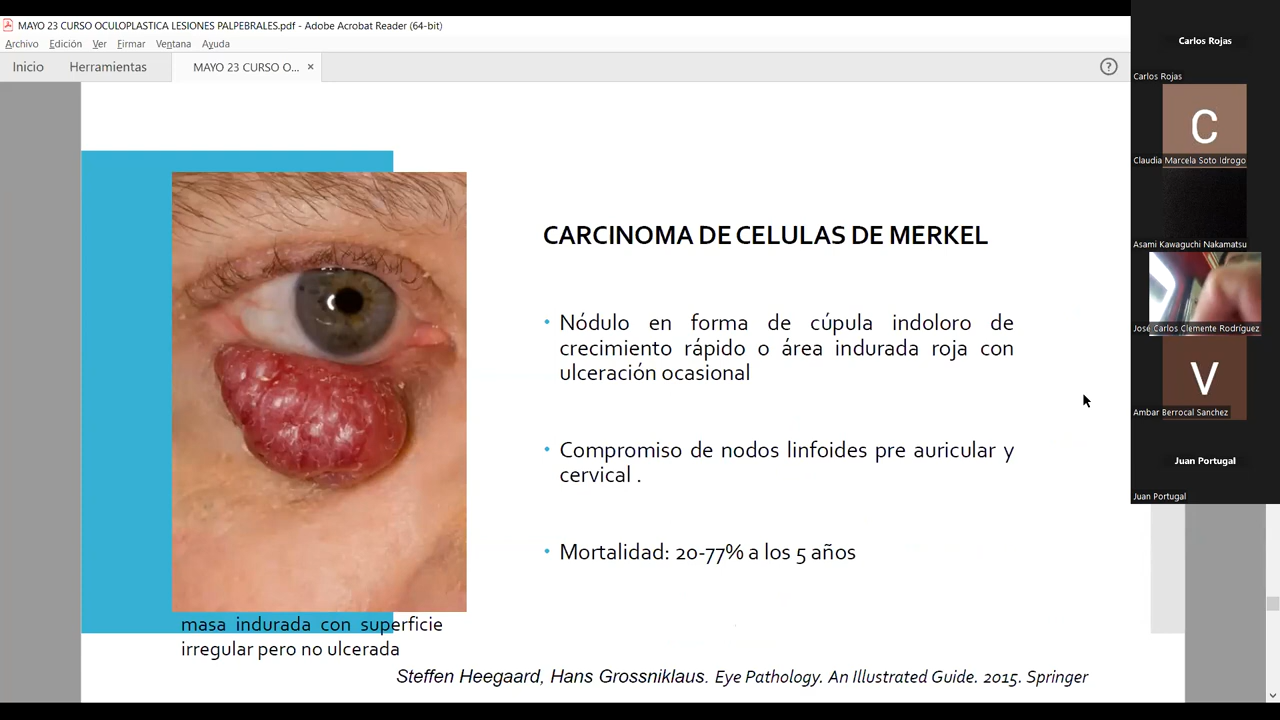 MAYO 23 CURSO OCULOPLASTICA LESIONES PALPEBRALES.pdf - Adobe Acrobat Reader (64-bit)
Archivo Edición Ver Firmar Ventana Ayuda
Inicio Herramientas MAYO 23 CURSO O... ×
CARCINOMA DE CELULAS DE MERKEL
• Nódulo en forma de cúpula indoloro de
crecimiento rápido o área indurada roja con
ulceración ocasional
• Compromiso de nodos linfoides pre auricular y
cervical .
• Mortalidad: 20-77% a los 5 años
masa indurada con superficie
irregular pero no ulcerada
Steffen Heegaard, Hans Grossniklaus. Eye Pathology. An Illustrated Guide. 2015. Springer
Carlos Rojas
Carlos Rojas
C
Claudia Marcela Soto Idrogo
Asami Kawaguchi Nakamatsu
José Carlos Clemente Rodríguez
V
Ambar Berrocal Sanchez
Juan Portugal
Juan Portugal